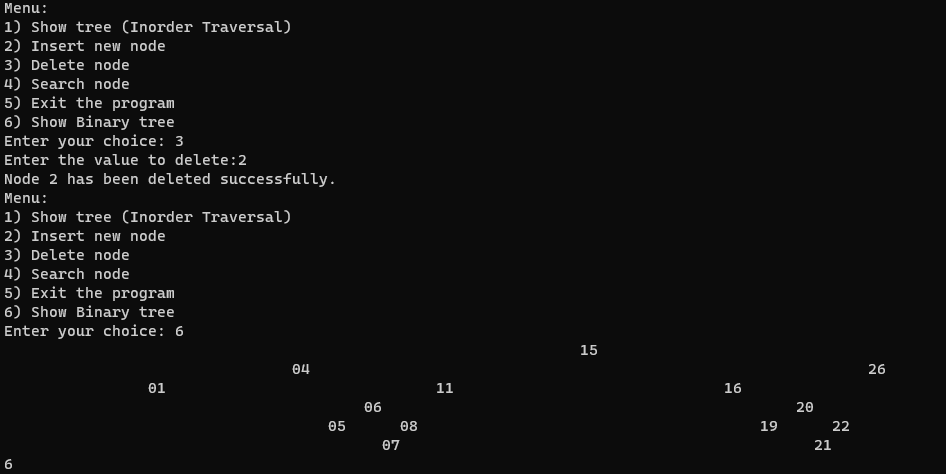 Menu:
1) Show tree (Inorder Traversal)
2) Insert new node
3) Delete node
4) Search node
5) Exit the program
6) Show Binary tree
Enter your choice: 3
Enter the value to delete:2
Node 2 has been deleted successfully.
Menu:
1) Show tree (Inorder Traversal)
2) Insert new node
3) Delete node
4) Search node
5) Exit the program
6) Show Binary tree
Enter your choice: 6
15
04 26
01 11 16
06 20
05 08 19 22
07 21
6